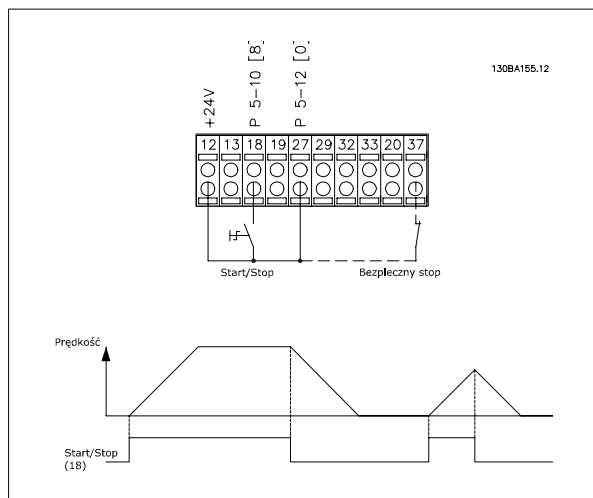 130BA155.12
+24V
P 5-10 [8]
P 5-12 [0]
12 13 18 19 27 29 32 33 20 37
Start/Stop
Bezpieczny stop
Prędkość
Start/Stop
(18)